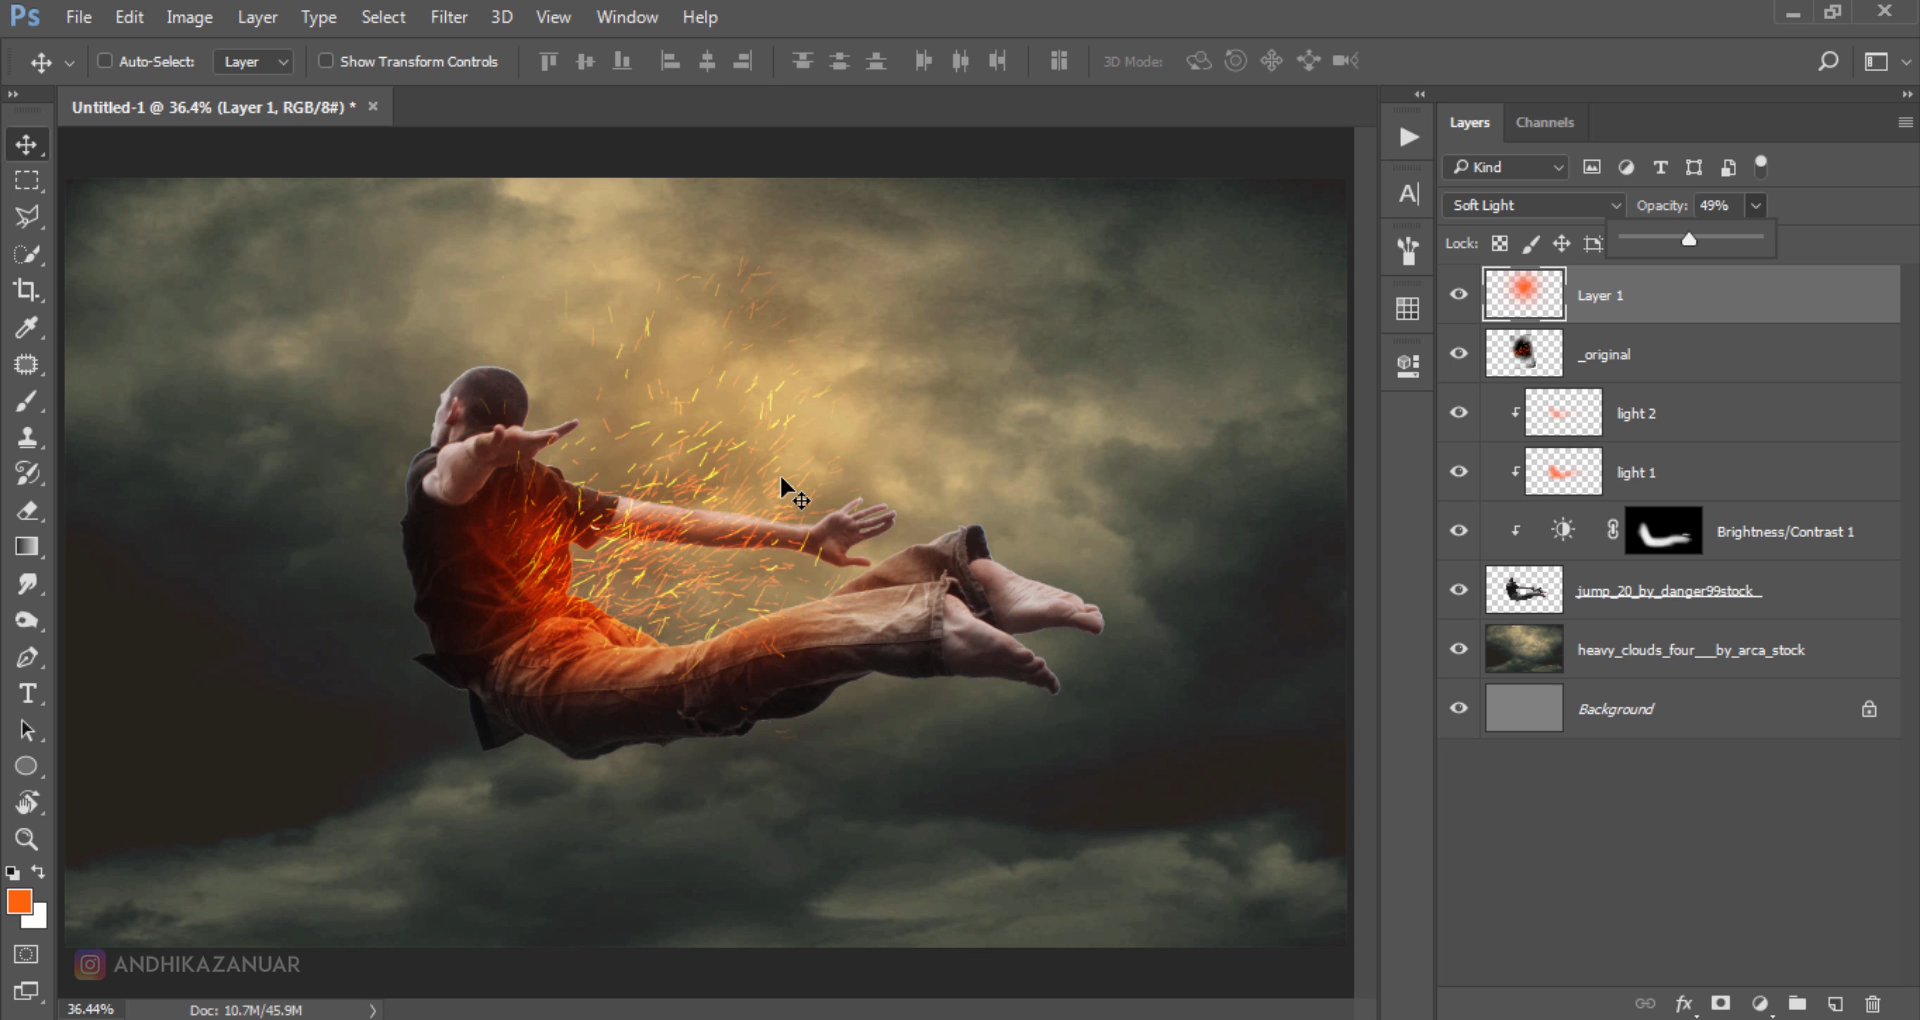 Ps File Edit Image Layer Type Select Filter 3D View Window Help
Auto-Select: Layer Show Transform Controls 3D Mode:
Untitled-1 @ 36.4% (Layer 1, RGB/8#) * ×
Layers Channels
Kind
Soft Light Opacity: 49%
Lock:
Layer 1
_original
light 2
light 1
Brightness/Contrast 1
jump_20_by_danger99stock_
heavy_clouds_four___by_arca_stock
Background
ANDHIKAZANUAR
36.44% Doc: 10.7M/45.9M
fx